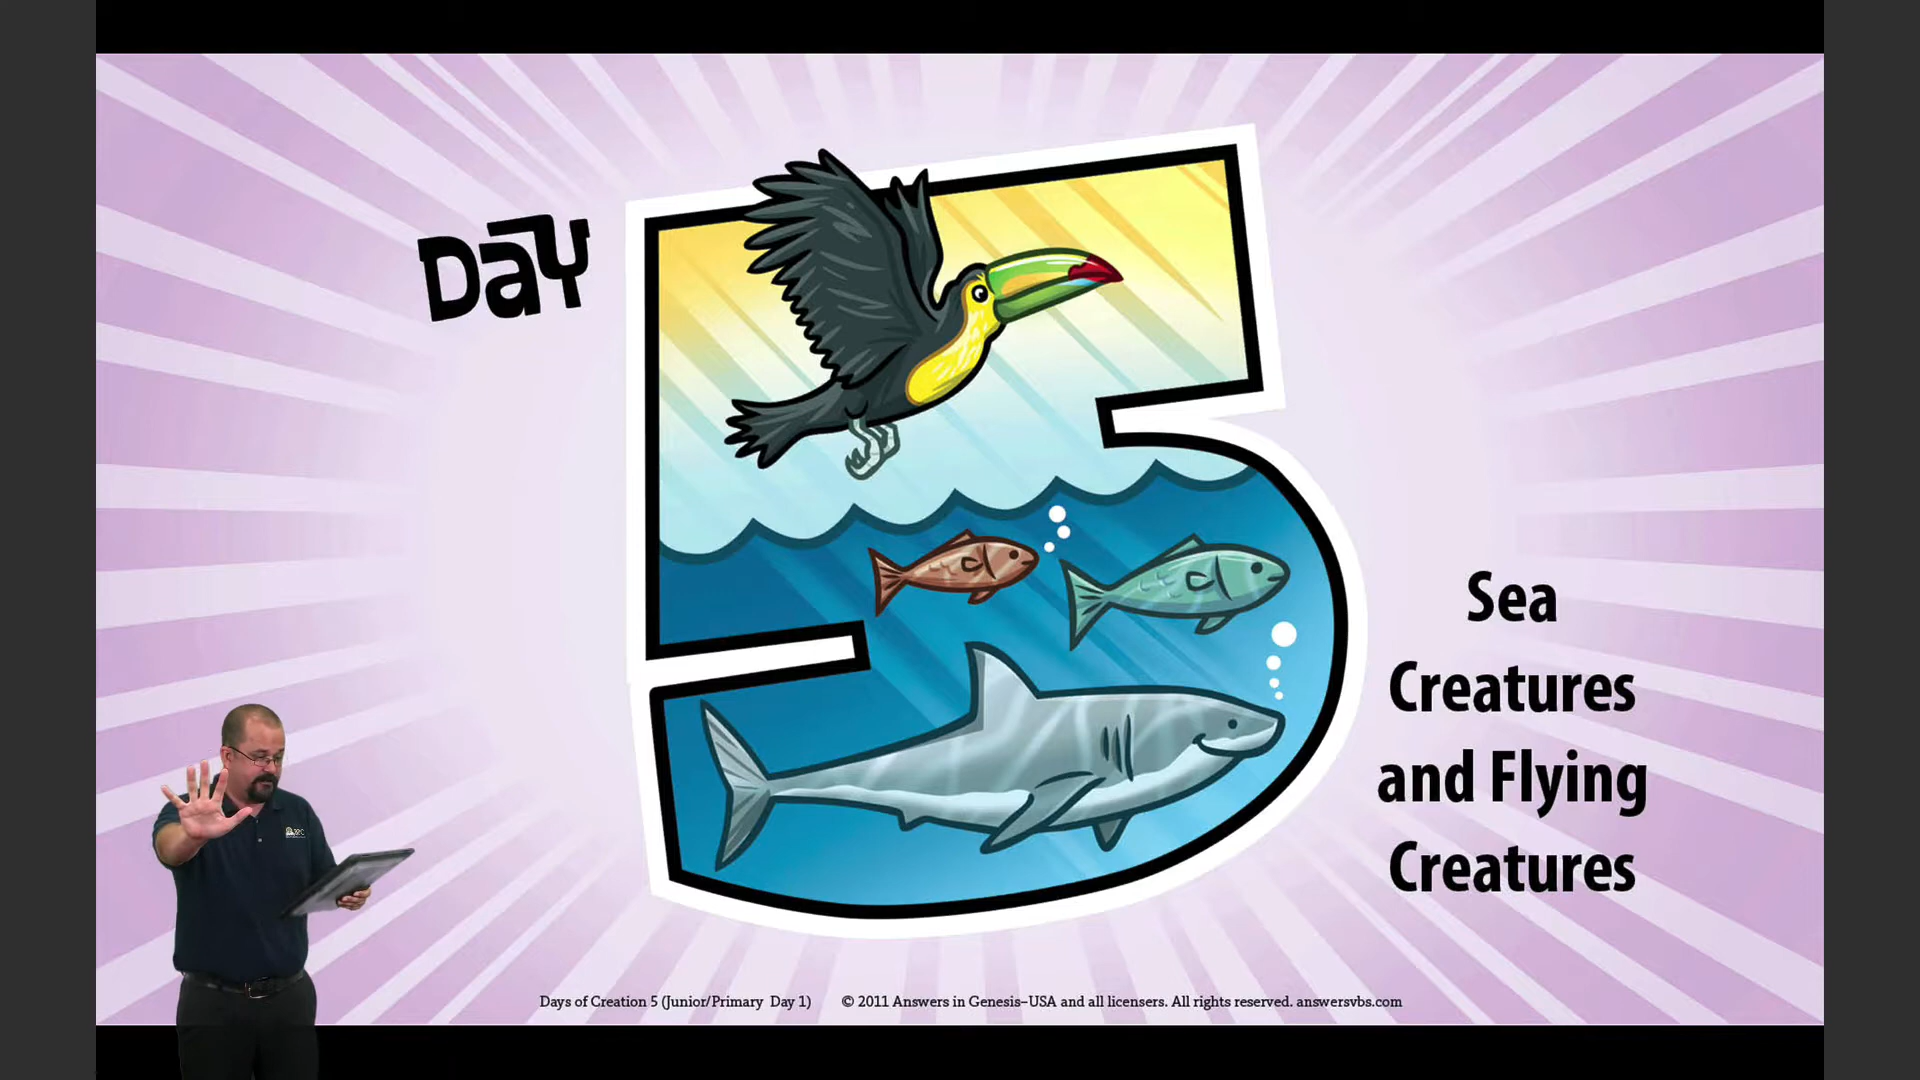 Day
Sea
Creatures
and Flying
Creatures
Days of Creation 5 (Junior/Primary Day 1) © 2011 Answers in Genesis–USA and all licensers. All rights reserved. answersvbs.com